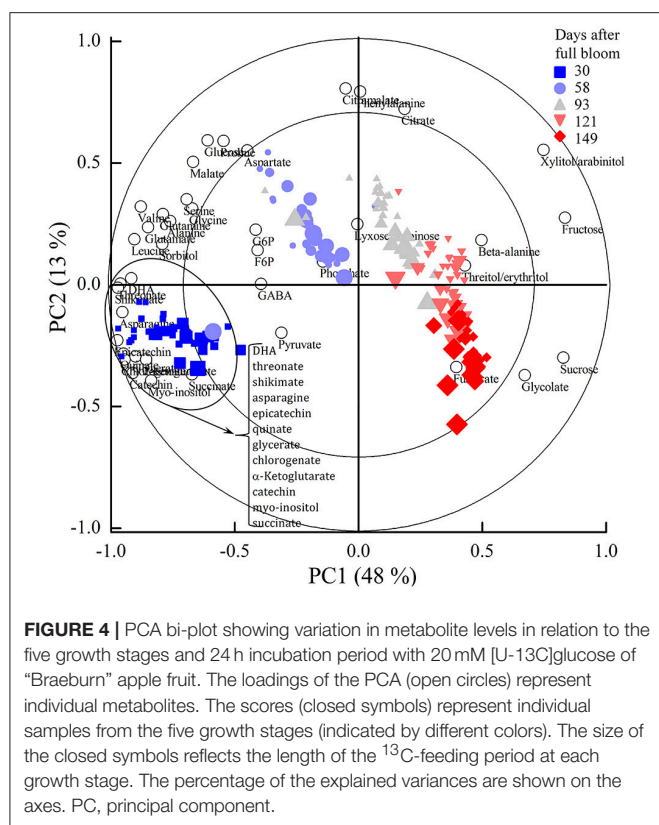 Days after
full bloom
30
58
93
121
149
1.0
0.5
0.0
-0.5
-1.0
PC2 (13 %)
Citramalate
Citrate
Xylitol/arabinitol
Aspartate
Malate
Fructose
Valine
Serine
Glycine
Glutamine
Alanine
Glutamate
Leucine
Sorbitol
G6P
F6P
Beta-alanine
Threitol/erythritol
GABA
DHA
Threonate
Shikimate
Asparagine
Epicatechin
Pyruvate
Catechin
Myo-inositol
Succinate
Sucrose
Glycolate
DHA
threonate
shikimate
asparagine
epicatechin
quinate
glycerate
chlorogenate
α-Ketoglutarate
catechin
myo-inositol
succinate
-1.0 -0.5 0.0 0.5 1.0
PC1 (48 %)
FIGURE 4 | PCA bi-plot showing variation in metabolite levels in relation to the
five growth stages and 24 h incubation period with 20 mM [U-13C]glucose of
“Braeburn” apple fruit. The loadings of the PCA (open circles) represent
individual metabolites. The scores (closed symbols) represent individual
samples from the five growth stages (indicated by different colors). The size of
the closed symbols reflects the length of the ¹³C-feeding period at each
growth stage. The percentage of the explained variances are shown on the
axes. PC, principal component.